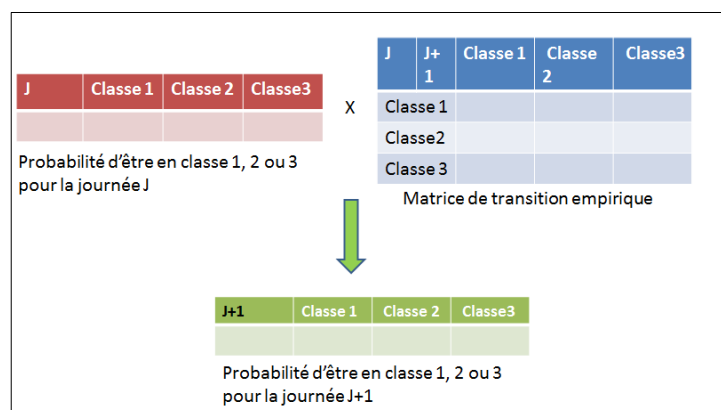 J Classe 1 Classe 2 Classe3
Probabilité d'être en classe 1, 2 ou 3
pour la journée J
X
J J+ Classe 1 Classe Classe3
1 2
Classe 1
Classe2
Classe 3
Matrice de transition empirique
J+1 Classe 1 Classe 2 Classe3
Probabilité d'être en classe 1, 2 ou 3
pour la journée J+1